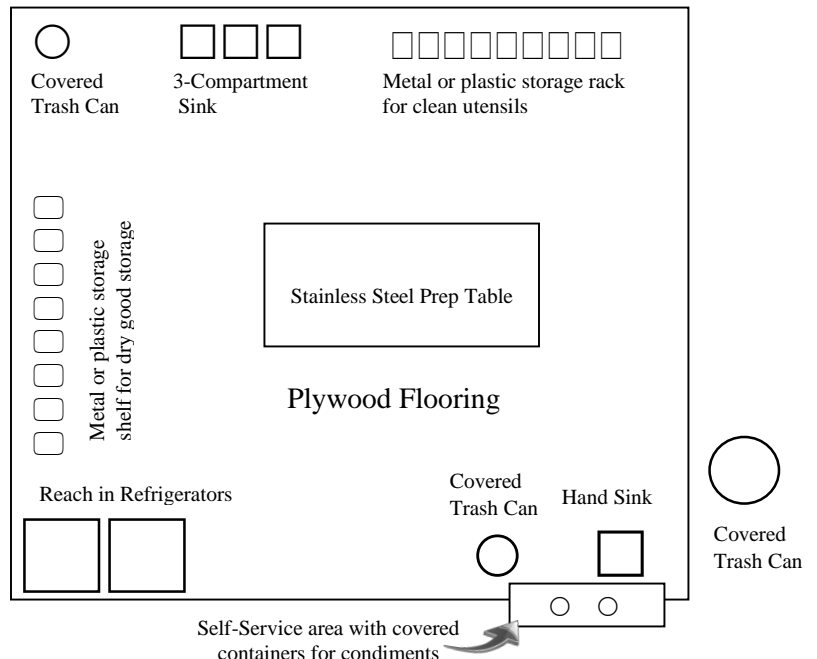 Covered
Trash Can
3-Compartment
Sink
Metal or plastic storage rack
for clean utensils
Metal or plastic storage
shelf for dry good storage
Stainless Steel Prep Table
Plywood Flooring
Reach in Refrigerators
Covered
Trash Can
Hand Sink
Covered
Trash Can
Self-Service area with covered
containers for condiments